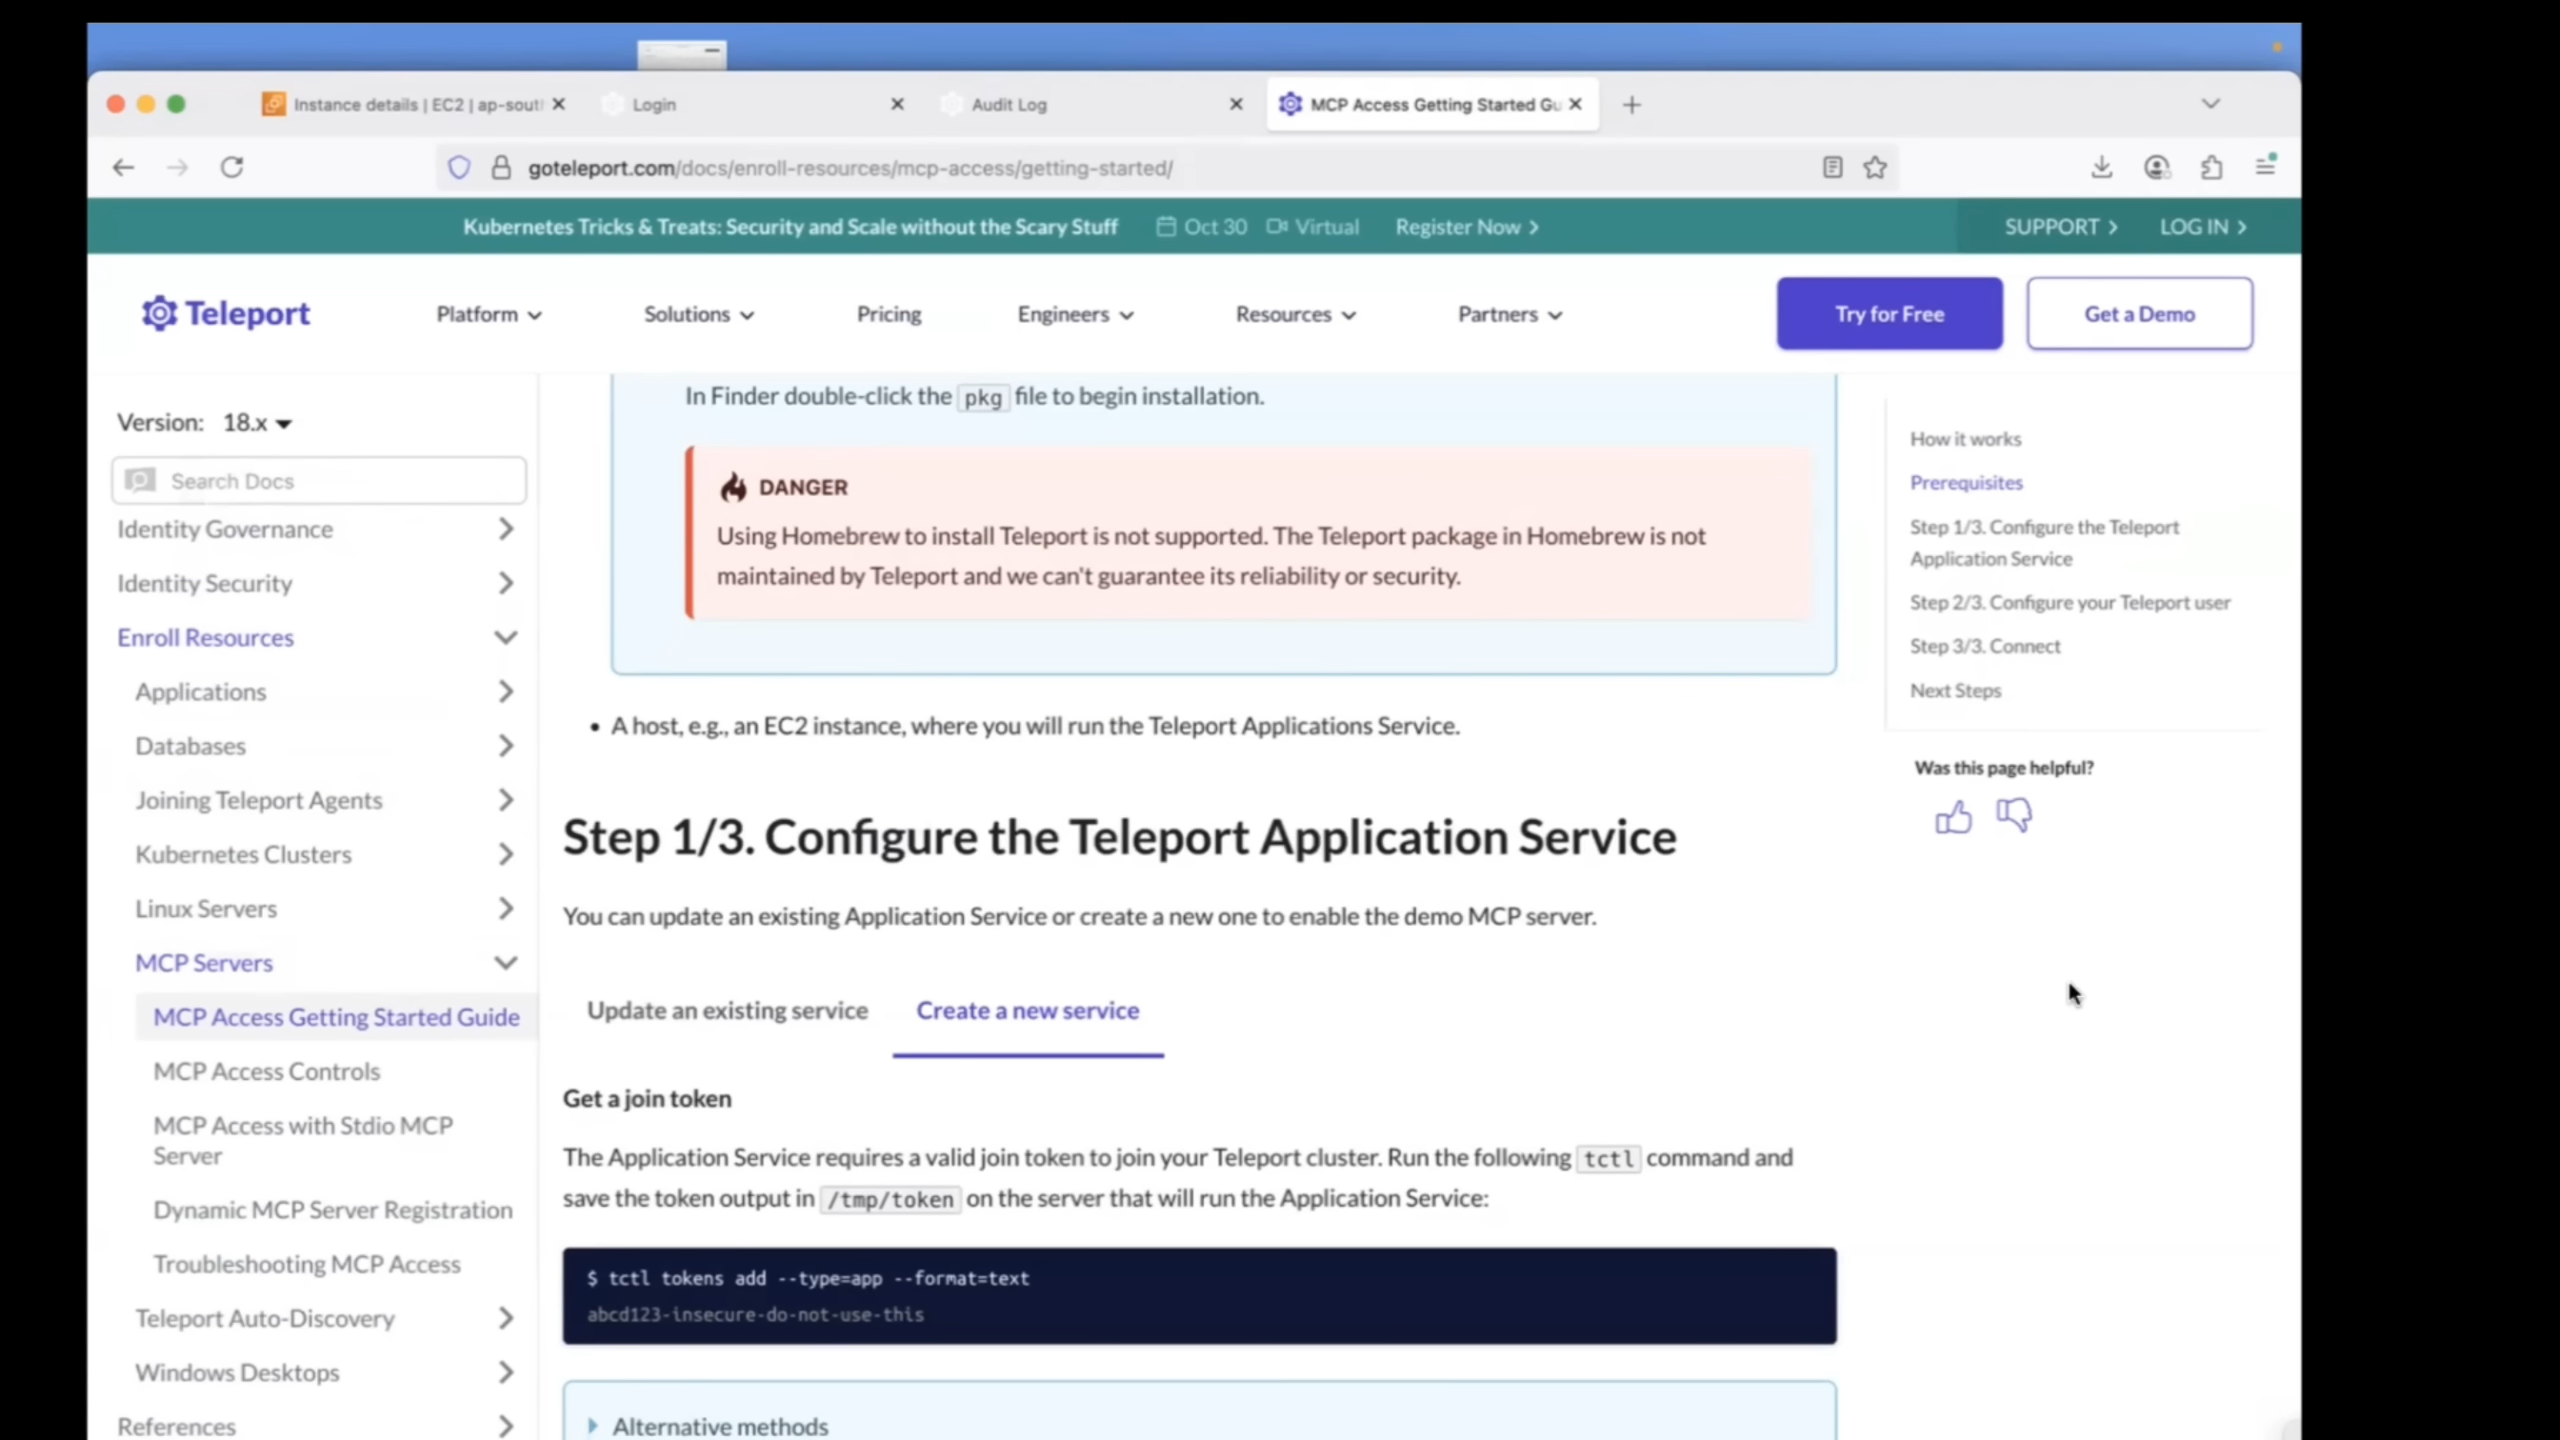 Instance details | EC2 | ap-sout
Login
Audit Log
MCP Access Getting Started Gu
goteleport.com/docs/enroll-resources/mcp-access/getting-started/
Kubernetes Tricks & Treats: Security and Scale without the Scary Stuff Oct 30 Virtual Register Now
SUPPORT LOG IN
Teleport
Platform Solutions Pricing Engineers Resources Partners
Try for Free
Get a Demo
Version: 18.x
Search Docs
Identity Governance
Identity Security
Enroll Resources
Applications
Databases
Joining Teleport Agents
Kubernetes Clusters
Linux Servers
MCP Servers
MCP Access Getting Started Guide
MCP Access Controls
MCP Access with Stdio MCP
Server
Dynamic MCP Server Registration
Troubleshooting MCP Access
Teleport Auto-Discovery
Windows Desktops
References
In Finder double-click the pkg file to begin installation.
DANGER
Using Homebrew to install Teleport is not supported. The Teleport package in Homebrew is not
maintained by Teleport and we can't guarantee its reliability or security.
• A host, e.g., an EC2 instance, where you will run the Teleport Applications Service.
Step 1/3. Configure the Teleport Application Service
You can update an existing Application Service or create a new one to enable the demo MCP server.
Update an existing service
Create a new service
Get a join token
The Application Service requires a valid join token to join your Teleport cluster. Run the following tctl command and
save the token output in /tmp/token on the server that will run the Application Service:
$ tctl tokens add --type=app --format=text
abcd123-insecure-do-not-use-this
Alternative methods
How it works
Prerequisites
Step 1/3. Configure the Teleport
Application Service
Step 2/3. Configure your Teleport user
Step 3/3. Connect
Next Steps
Was this page helpful?